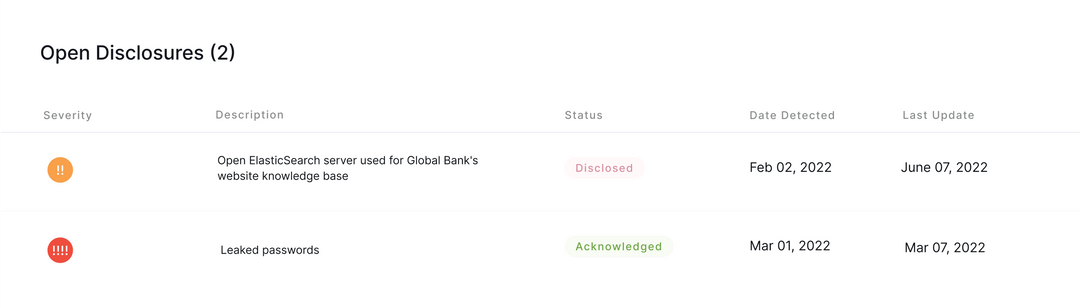 Open Disclosures (2)
Severity Description Status Date Detected Last Update
!! Open ElasticSearch server used for Global Bank's
website knowledge base
Disclosed Feb 02, 2022 June 07, 2022
!!!! Leaked passwords Acknowledged Mar 01, 2022 Mar 07, 2022